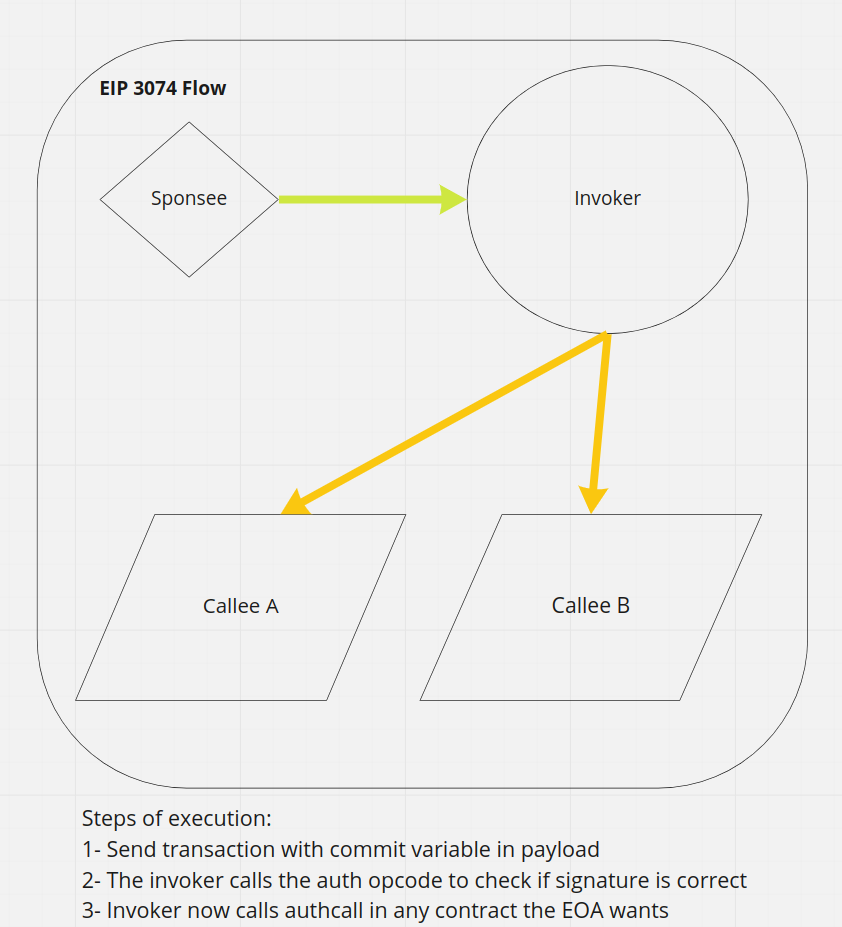 EIP 3074 Flow
Sponsee
Invoker
Callee A
Callee B
Steps of execution:
1- Send transaction with commit variable in payload
2- The invoker calls the auth opcode to check if signature is correct
3- Invoker now calls authcall in any contract the EOA wants